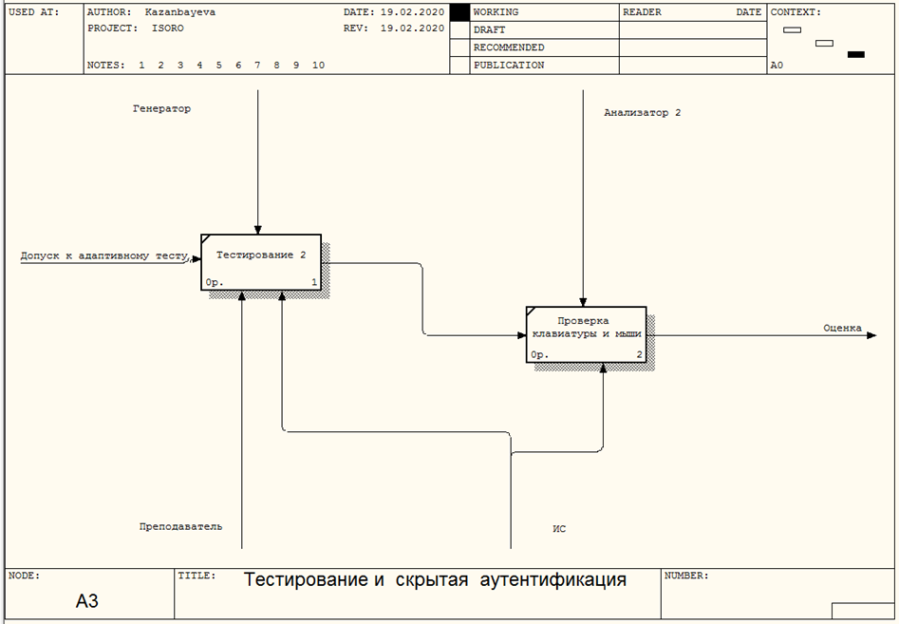 USED AT:
AUTHOR: Kazanbayeva
DATE: 19.02.2020
PROJECT: ISORO
REV: 19.02.2020
NOTES: 1 2 3 4 5 6 7 8 9 10
WORKING
DRAFT
RECOMMENDED
PUBLICATION
READER
DATE
CONTEXT:
A0
Генератор
Анализатор 2
Допуск к адаптивному тесту
Тестирование 2
0р.
1
Проверка
клавиатуры и мыши
0р.
2
Оценка
Преподаватель
ИС
NODE:
A3
TITLE:
Тестирование и скрытая аутентификация
NUMBER: